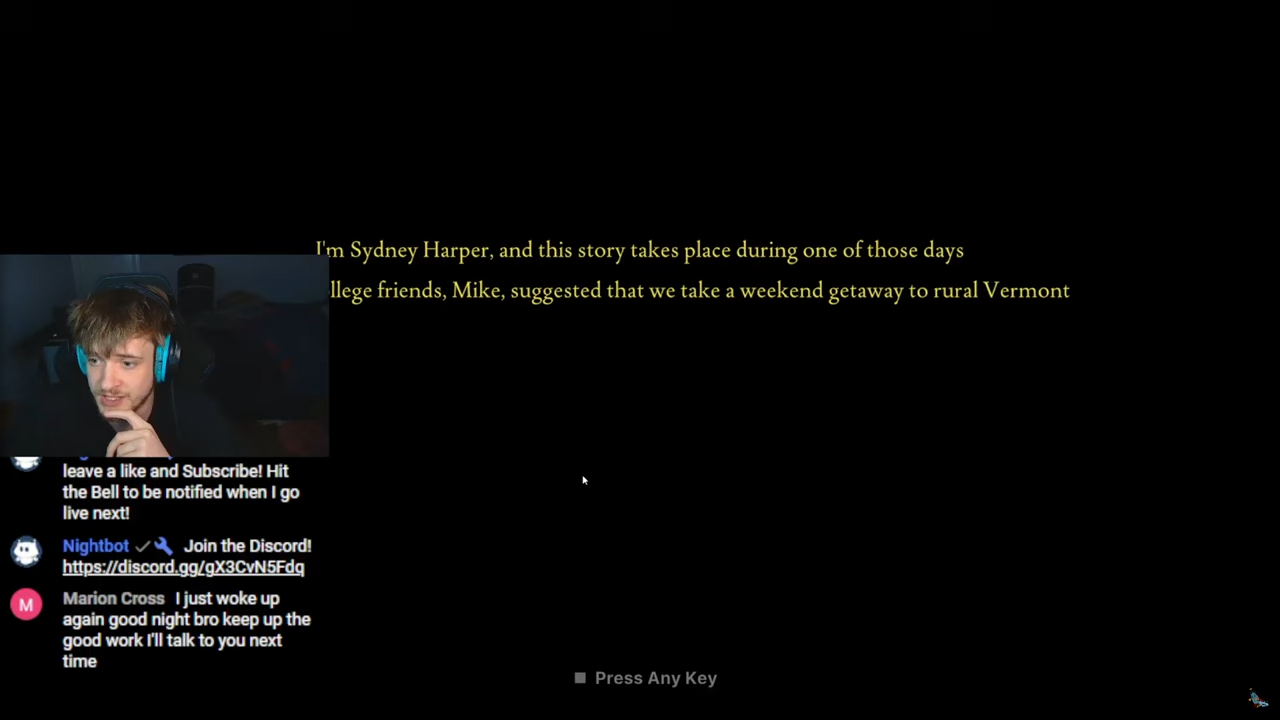 I'm Sydney Harper, and this story takes place during one of those days
llege friends, Mike, suggested that we take a weekend getaway to rural Vermont
leave a like and Subscribe! Hit
the Bell to be notified when I go
live next!
Nightbot Join the Discord!
https://discord.gg/gX3CvN5Fdq
M
Marion Cross I just woke up
again good night bro keep up the
good work I'll talk to you next
time
Press Any Key